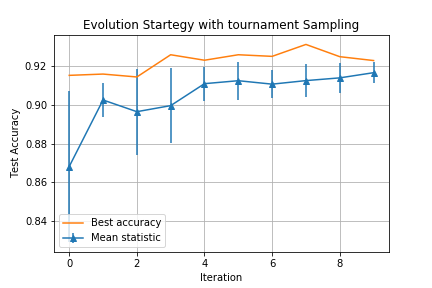 Evolution Startegy with tournament Sampling
Test Accuracy
0.92
0.90
0.88
0.86
0.84
Best accuracy
Mean statistic
0 2 4 6 8
Iteration